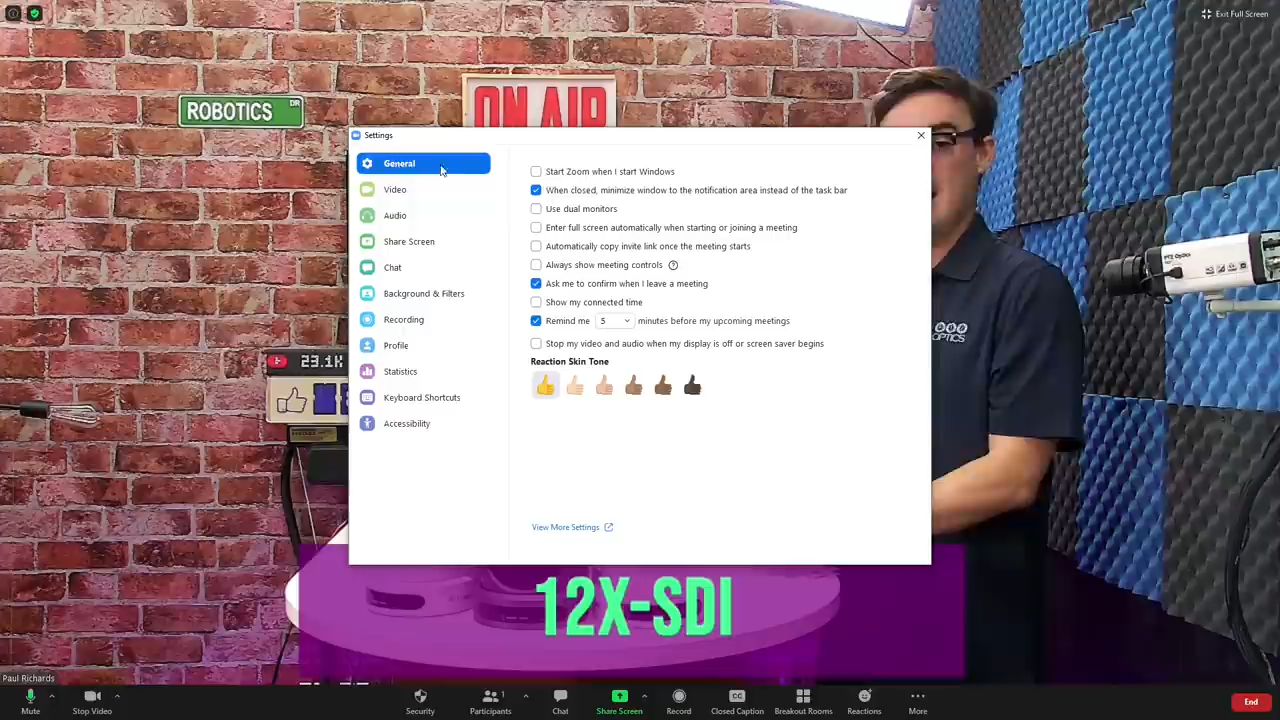 Exit Full Screen
ROBOTICS DR
ON AIR
Settings
General
Video
Audio
Share Screen
Chat
Background & Filters
Recording
Profile
Statistics
Keyboard Shortcuts
Accessibility
Start Zoom when I start Windows
When closed, minimize window to the notification area instead of the task bar
Use dual monitors
Enter full screen automatically when starting or joining a meeting
Automatically copy invite link once the meeting starts
Always show meeting controls
Ask me to confirm when I leave a meeting
Show my connected time
Remind me 5 minutes before my upcoming meetings
Stop my video and audio when my display is off or screen saver begins
Reaction Skin Tone
View More Settings
23.1K
OPTICS
12X-SDI
Paul Richards
Mute
Stop Video
Security
Participants 1
Chat
Share Screen
Record
Closed Caption
Breakout Rooms
Reactions
More
End